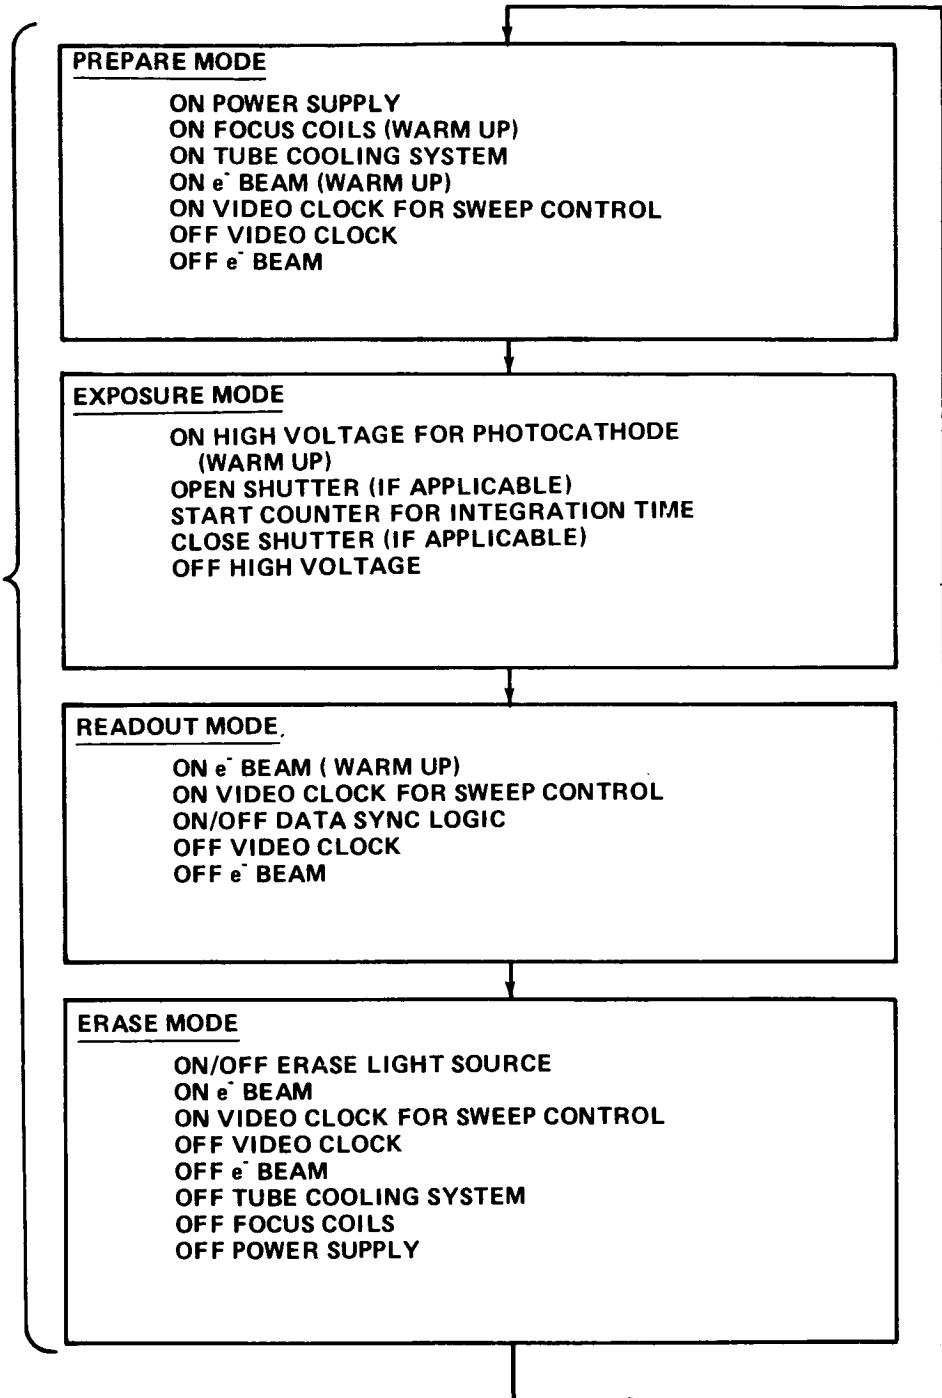 PREPARE MODE
ON POWER SUPPLY
ON FOCUS COILS (WARM UP)
ON TUBE COOLING SYSTEM
ON e⁻ BEAM (WARM UP)
ON VIDEO CLOCK FOR SWEEP CONTROL
OFF VIDEO CLOCK
OFF e⁻ BEAM
EXPOSURE MODE
ON HIGH VOLTAGE FOR PHOTOCATHODE
(WARM UP)
OPEN SHUTTER (IF APPLICABLE)
START COUNTER FOR INTEGRATION TIME
CLOSE SHUTTER (IF APPLICABLE)
OFF HIGH VOLTAGE
READOUT MODE
ON e⁻ BEAM ( WARM UP)
ON VIDEO CLOCK FOR SWEEP CONTROL
ON/OFF DATA SYNC LOGIC
OFF VIDEO CLOCK
OFF e⁻ BEAM
ERASE MODE
ON/OFF ERASE LIGHT SOURCE
ON e⁻ BEAM
ON VIDEO CLOCK FOR SWEEP CONTROL
OFF VIDEO CLOCK
OFF e⁻ BEAM
OFF TUBE COOLING SYSTEM
OFF FOCUS COILS
OFF POWER SUPPLY